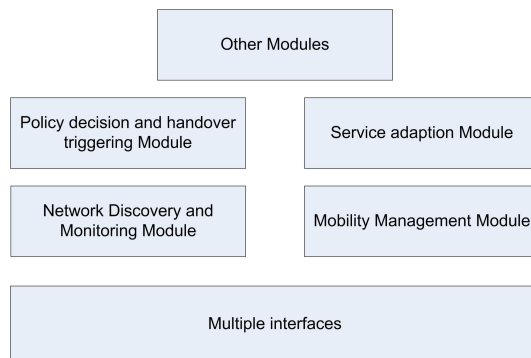 Other Modules
Policy decision and handover
triggering Module
Service adaption Module
Network Discovery and
Monitoring Module
Mobility Management Module
Multiple interfaces